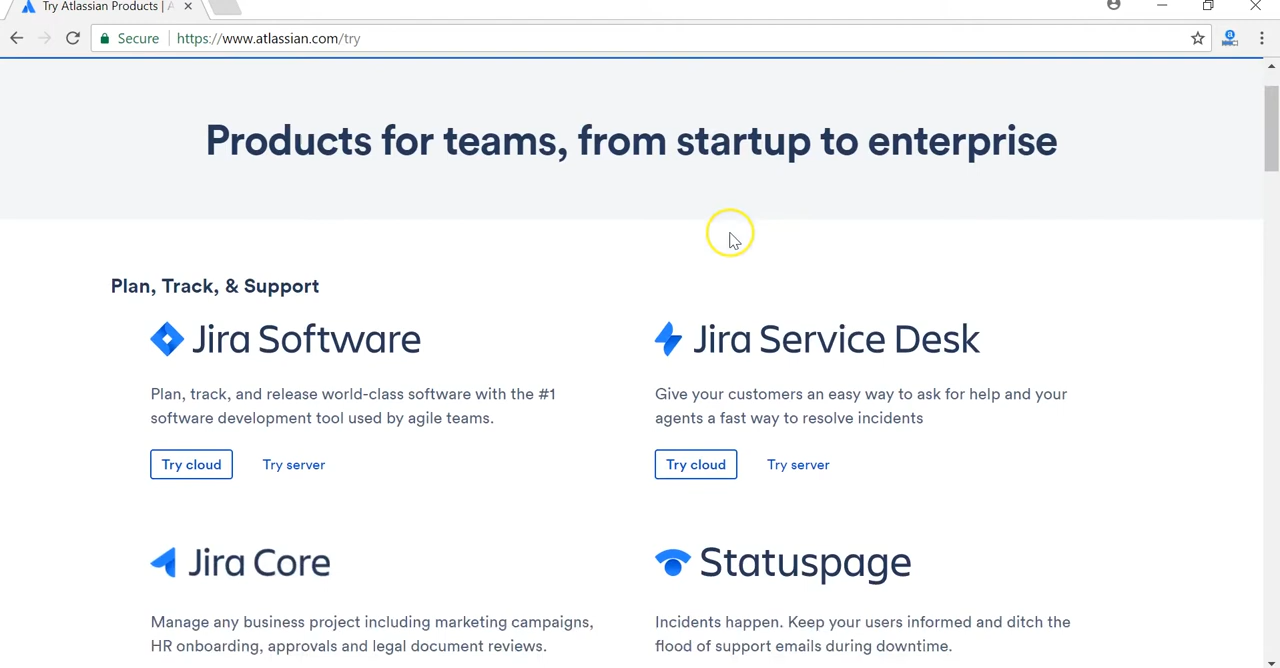 Try Atlassian Products | A
Secure https://www.atlassian.com/try
Products for teams, from startup to enterprise
Plan, Track, & Support
Jira Software
Plan, track, and release world-class software with the #1
software development tool used by agile teams.
Try cloud Try server
Jira Service Desk
Give your customers an easy way to ask for help and your
agents a fast way to resolve incidents
Try cloud Try server
Jira Core
Manage any business project including marketing campaigns,
HR onboarding, approvals and legal document reviews.
Statuspage
Incidents happen. Keep your users informed and ditch the
flood of support emails during downtime.